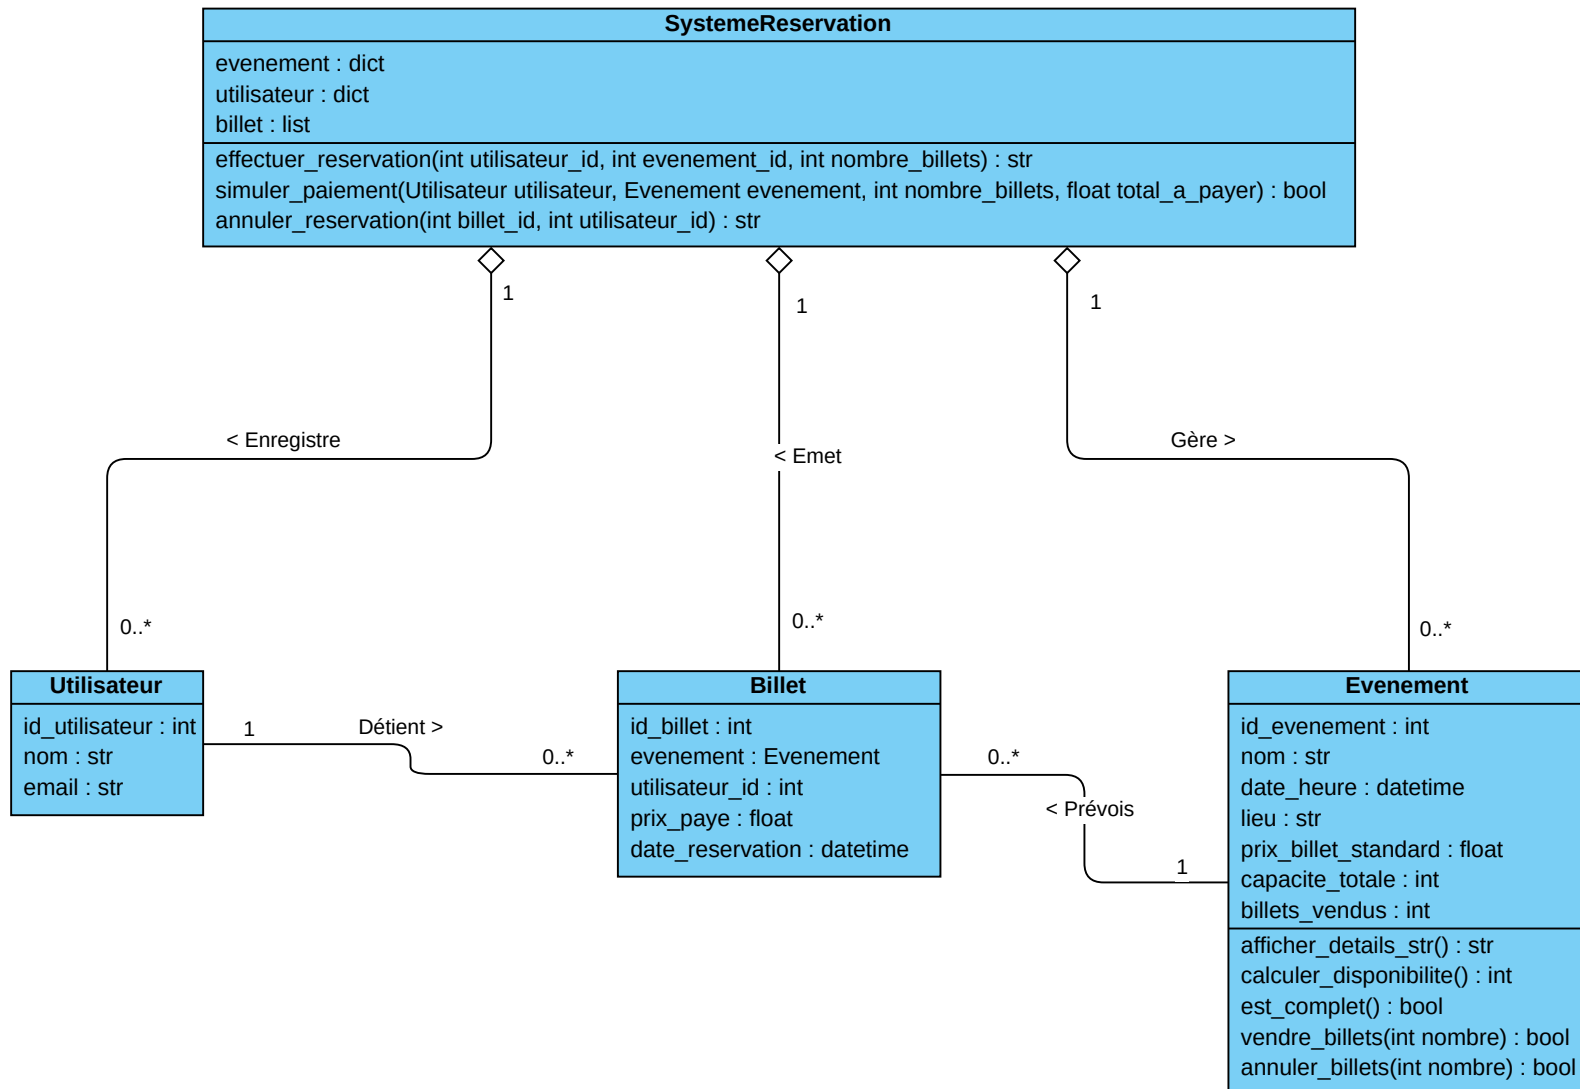 SystemeReservation
evenement : dict
utilisateur : dict
billet : list
effectuer_reservation(int utilisateur_id, int evenement_id, int nombre_billets) : str
simuler_paiement(Utilisateur utilisateur, Evenement evenement, int nombre_billets, float total_a_payer) : bool
annuler_reservation(int billet_id, int utilisateur_id) : str
1
1
1
< Enregistre
< Emet
Gère >
0..*
0..*
0..*
Utilisateur
id_utilisateur : int
nom : str
email : str
1
Détient >
0..*
Billet
id_billet : int
evenement : Evenement
utilisateur_id : int
prix_paye : float
date_reservation : datetime
0..*
< Prévois
1
Evenement
id_evenement : int
nom : str
date_heure : datetime
lieu : str
prix_billet_standard : float
capacite_totale : int
billets_vendus : int
afficher_details_str() : str
calculer_disponibilite() : int
est_complet() : bool
vendre_billets(int nombre) : bool
annuler_billets(int nombre) : bool